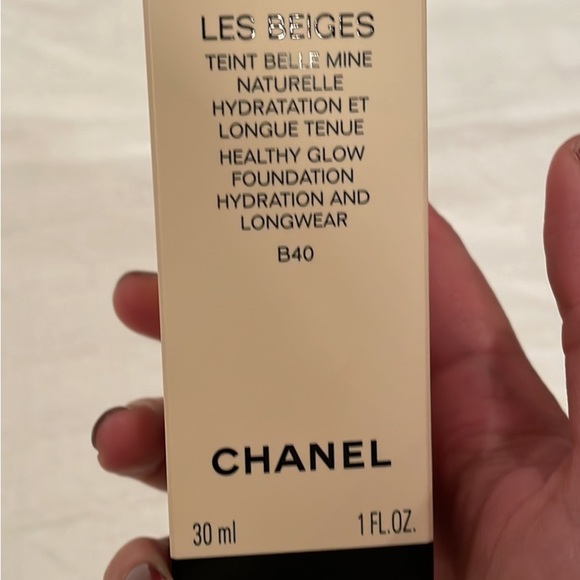 LES BEIGES
TEINT BELLE MINE
NATURELLE
HYDRATATION ET
LONGUE TENUE
HEALTHY GLOW
FOUNDATION
HYDRATION AND
LONGWEAR
B40
CHANEL
30 ml 1 FL.OZ.